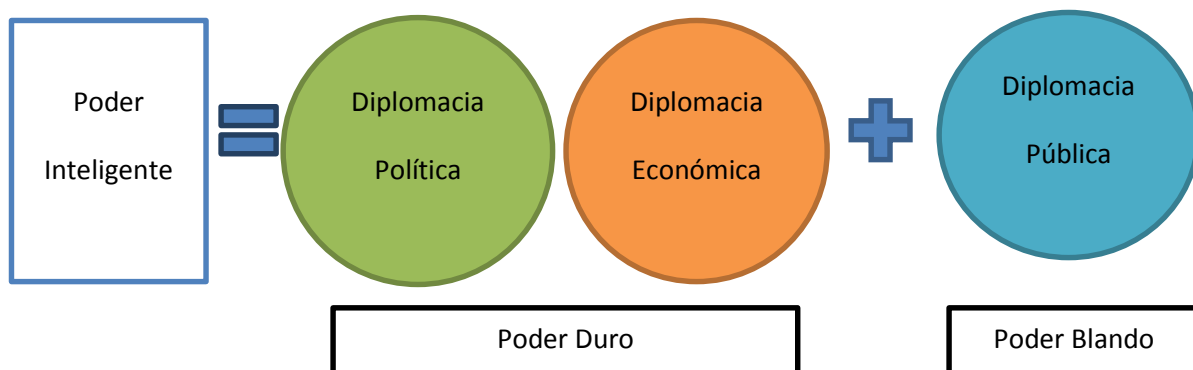 Poder
Inteligente
Diplomacia
Política
Diplomacia
Económica
Diplomacia
Pública
Poder Duro
Poder Blando